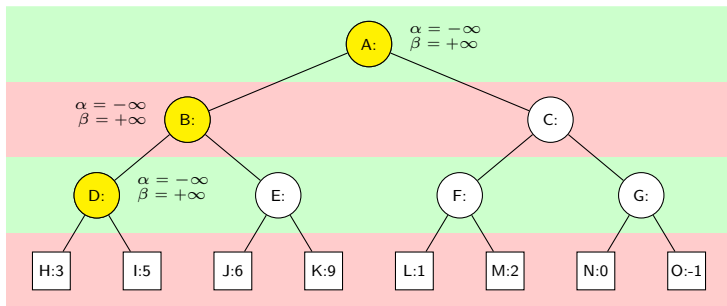 A:
α = −∞
β = +∞
α = −∞
β = +∞
B:
C:
D:
α = −∞
β = +∞
E:
F:
G:
H:3
I:5
J:6
K:9
L:1
M:2
N:0
O:-1